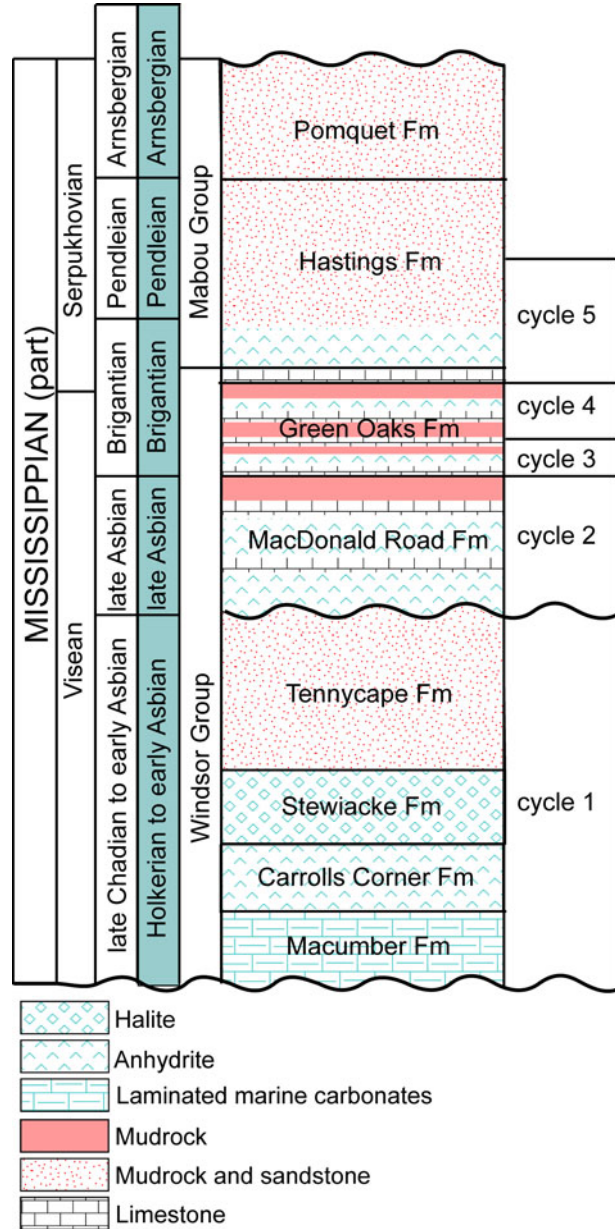 MISSISSIPPIAN (part)
Serpukhovian
Visean
Arnsbergian
Pendleian
Brigantian
late Asbian
late Chadian to early Asbian
Arnsbergian
Pendleian
Brigantian
late Asbian
Holkerian to early Asbian
Mabou Group
Windsor Group
Pomquet Fm
Hastings Fm
Green Oaks Fm
MacDonald Road Fm
Tennycape Fm
Stewiacke Fm
Carrolls Corner Fm
Macumber Fm
cycle 5
cycle 4
cycle 3
cycle 2
cycle 1
Halite
Anhydrite
Laminated marine carbonates
Mudrock
Mudrock and sandstone
Limestone